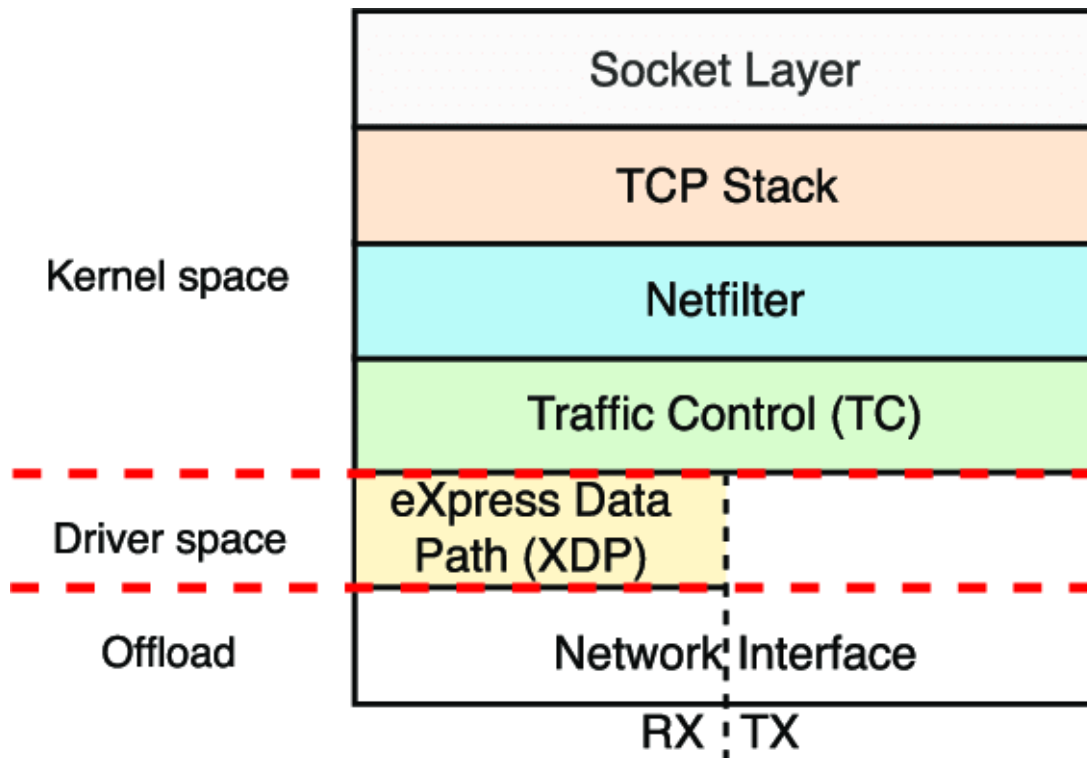 Socket Layer
TCP Stack
Kernel space
Netfilter
Traffic Control (TC)
eXpress Data
Path (XDP)
Driver space
Offload
Network Interface
RX TX